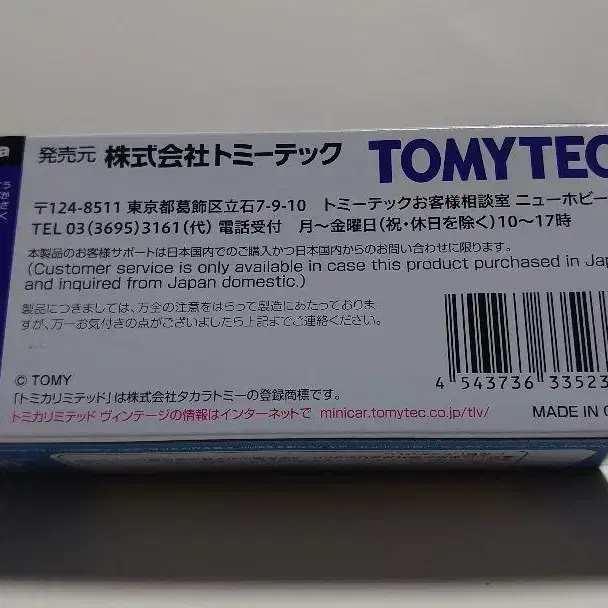 発売元 株式会社トミーテック TOMYTEC
〒124-8511 東京都葛飾区立石7-9-10 トミーテックお客様相談室 ニューホビー
TEL 03(3695)3161(代) 電話受付 月〜金曜日(祝・休日を除く)10〜17時
本製品のお客様サポートは日本国内でのご購入かつ日本国内からのお問い合わせに限ります。
(Customer service is only available in case this product purchased in Jap
and inquired from Japan domestic.)
製品につきましては、万全の注意をはらって製造にあたっておりま
すが、万一お気付きの点がございましたら上記までご連絡ください。
© TOMY
「トミカリミテッド」は株式会社タカラトミーの登録商標です。
トミカリミテッド ヴィンテージの情報はインターネットで minicar.tomytec.co.jp/tlv/
4 543736 33523
MADE IN C